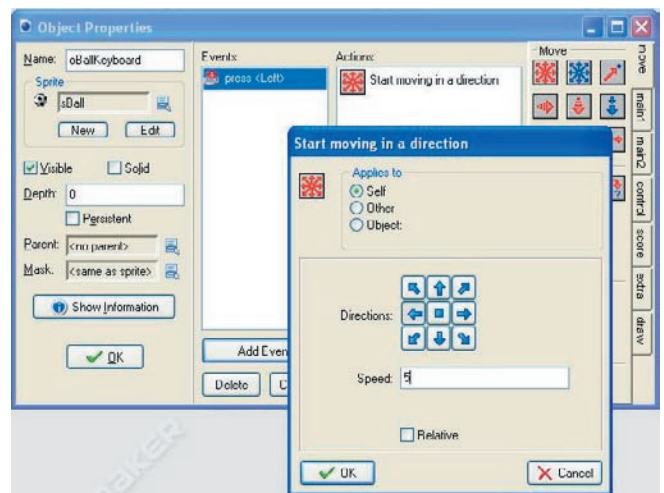 Object Properties
Name: oBallKeyboard
Sprite
sBall
New Edit
Visible Solid
Depth: 0
Persistent
Parent: <no parent>
Mask: <same as sprite>
Show Information
OK
Events:
press <Left>
Add Even
Delete C
Actions:
Start moving in a direction
Move
move
main1
main2
control
score
extra
draw
Start moving in a direction
Applies to
Self
Other
Object:
Directions:
Speed: 5
Relative
OK Cancel